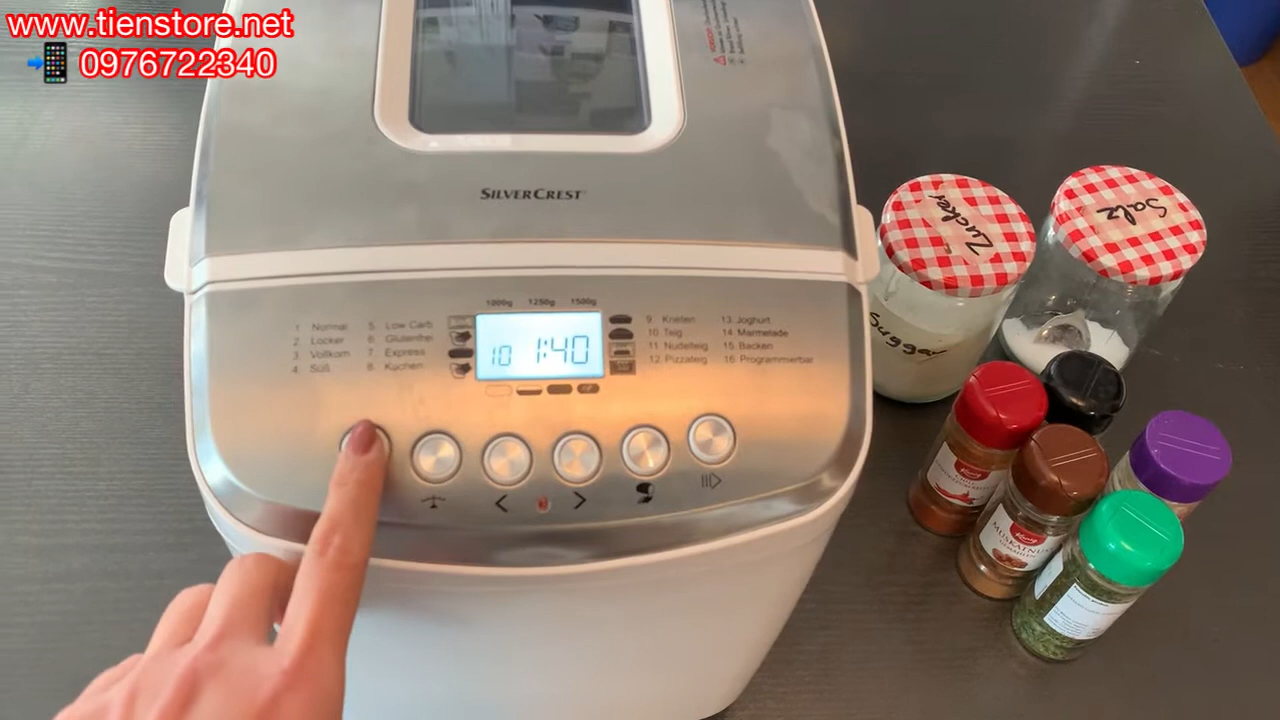 www.tienstore.net
0976722340
SILVERCREST
1000g 1250g 1500g
1 Normal
2 Locker
3. Vollkorn
4. Süß
5. Low Carb
6. Glutenfrei
7. Express
8. Kuchen
10 1:40
9. Kneten
10. Teig
11. Nudelteig
12. Pizzateig
13. Joghurt
14. Marmelade
15. Backen
16. Programmierbar
Zucker
Salz
Suggar
MUSKATNUSS